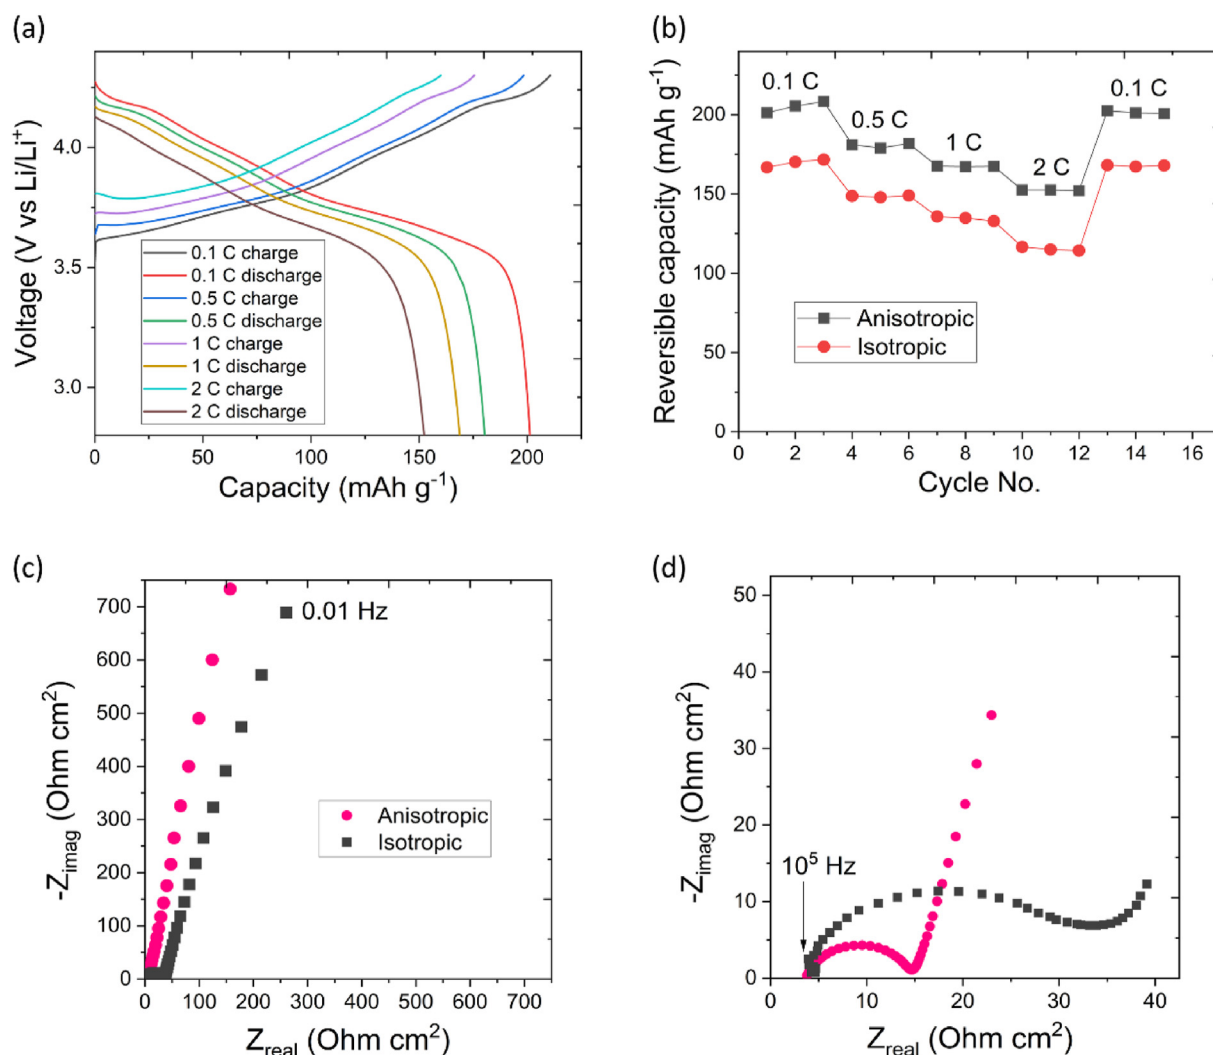 (a)
4.0
3.5
3.0
Voltage (V vs Li/Li⁺)
0.1 C charge
0.1 C discharge
0.5 C charge
0.5 C discharge
1 C charge
1 C discharge
2 C charge
2 C discharge
0 50 100 150 200
Capacity (mAh g⁻¹)
(b)
200
150
100
50
0
Reversible capacity (mAh g⁻¹)
0.1 C
0.5 C
1 C
2 C
0.1 C
Anisotropic
Isotropic
0 2 4 6 8 10 12 14 16
Cycle No.
(c)
700
600
500
400
300
200
100
0
-Zimag (Ohm cm²)
0.01 Hz
Anisotropic
Isotropic
0 100 200 300 400 500 600 700
Zreal (Ohm cm²)
(d)
50
40
30
20
10
0
-Zimag (Ohm cm²)
10⁵ Hz
0 10 20 30 40
Zreal (Ohm cm²)